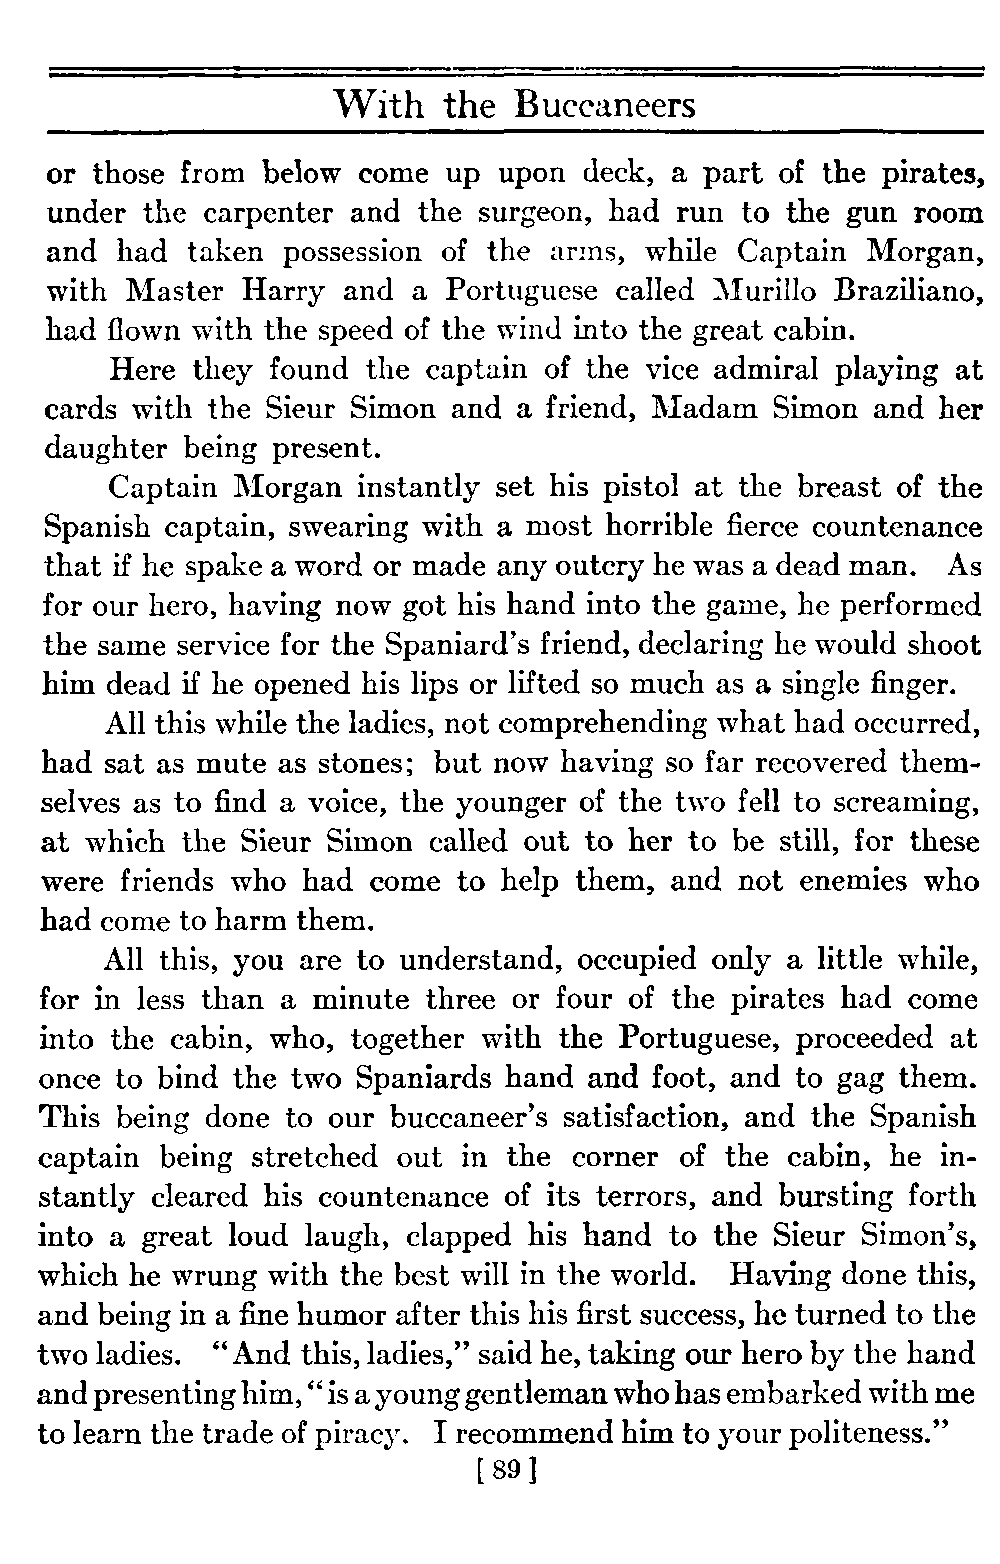 With the Buccaneers
or those from below come up upon deck, a part of the pirates,
under the carpenter and the surgeon, had run to the gun room
and had taken possession of the arms, while Captain Morgan,
with Master Harry and a Portuguese called Murillo Braziliano,
had flown with the speed of the wind into the great cabin.
Here they found the captain of the vice admiral playing at
cards with the Sieur Simon and a friend, Madam Simon and her
daughter being present.
Captain Morgan instantly set his pistol at the breast of the
Spanish captain, swearing with a most horrible fierce countenance
that if he spake a word or made any outcry he was a dead man. As
for our hero, having now got his hand into the game, he performed
the same service for the Spaniard's friend, declaring he would shoot
him dead if he opened his lips or lifted so much as a single finger.
All this while the ladies, not comprehending what had occurred,
had sat as mute as stones; but now having so far recovered them-
selves as to find a voice, the younger of the two fell to screaming,
at which the Sieur Simon called out to her to be still, for these
were friends who had come to help them, and not enemies who
had come to harm them.
All this, you are to understand, occupied only a little while,
for in less than a minute three or four of the pirates had come
into the cabin, who, together with the Portuguese, proceeded at
once to bind the two Spaniards hand and foot, and to gag them.
This being done to our buccaneer's satisfaction, and the Spanish
captain being stretched out in the corner of the cabin, he in-
stantly cleared his countenance of its terrors, and bursting forth
into a great loud laugh, clapped his hand to the Sieur Simon's,
which he wrung with the best will in the world. Having done this,
and being in a fine humor after this his first success, he turned to the
two ladies. "And this, ladies," said he, taking our hero by the hand
and presenting him, "is a young gentleman who has embarked with me
to learn the trade of piracy. I recommend him to your politeness."
[ 89 ]